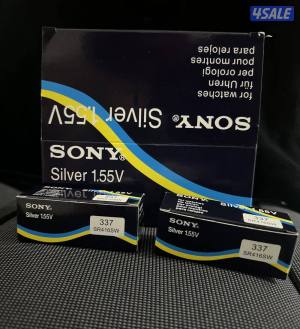 4SALE
for watches
für Uhren
per orologi
pour montres
para relojes
SONY®
Silver 1.55V
SONY®
Silver 1.55V
SONY®
Silver 1.55V
337
SR416SW
SONY®
Silver 1.55V
337
SR416SW